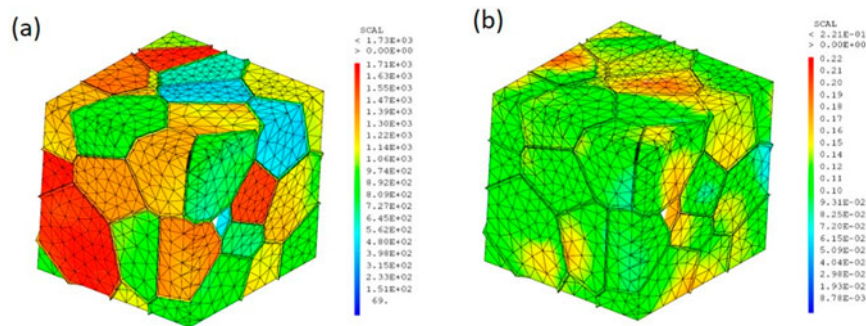 (a)
SCAL
< 1.73E+03
> 0.00E+00
1.71E+03
1.63E+03
1.55E+03
1.47E+03
1.39E+03
1.30E+03
1.22E+03
1.14E+03
1.06E+03
9.74E+02
8.92E+02
8.09E+02
7.27E+02
6.45E+02
5.62E+02
4.80E+02
3.98E+02
3.15E+02
2.33E+02
1.51E+02
69.
(b)
SCAL
< 2.21E-01
> 0.00E+00
0.22
0.21
0.20
0.19
0.18
0.17
0.16
0.15
0.14
0.12
0.11
0.10
9.31E-02
8.25E-02
7.20E-02
6.15E-02
5.09E-02
4.04E-02
2.98E-02
1.93E-02
8.78E-03